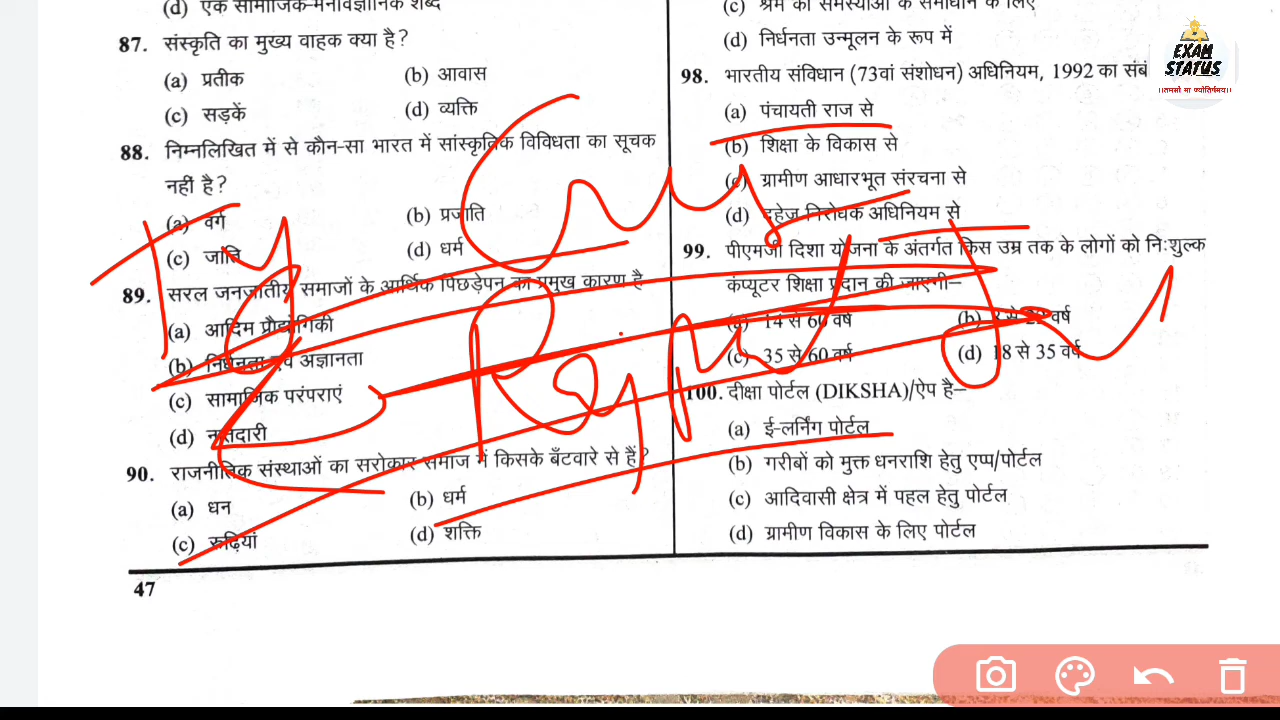 (d) एक सामाजिक-मनोवैज्ञानिक शब्द
87. संस्कृति का मुख्य वाहक क्या है?
(a) प्रतीक
(b) आवास
(c) सड़कें
(d) व्यक्ति
88. निम्नलिखित में से कौन-सा भारत में सांस्कृतिक विविधता का सूचक
नहीं है?
(a) वर्ग
(b) प्रजाति
(c) जाति
(d) धर्म
89. सरल जनजातीय समाजों के आर्थिक पिछड़ेपन का प्रमुख कारण है
(a) आदिम प्रौद्योगिकी
(b) निर्धनता एवं अज्ञानता
(c) सामाजिक परंपराएं
(d) नातेदारी
90. राजनीतिक संस्थाओं का सरोकार समाज में किसके बँटवारे से हैं?
(a) धन
(b) धर्म
(c) रूढ़ियां
(d) शक्ति
47
(c) श्रम की समस्याओं के समाधान के लिए
(d) निर्धनता उन्मूलन के रूप में
98. भारतीय संविधान (73वां संशोधन) अधिनियम, 1992 का संबं
(a) पंचायती राज से
(b) शिक्षा के विकास से
(c) ग्रामीण आधारभूत संरचना से
(d) दहेज निरोधक अधिनियम से
99. पीएमजी दिशा योजना के अंतर्गत किस उम्र तक के लोगों को निःशुल्क
कंप्यूटर शिक्षा प्रदान की जाएगी–
(a) 14 से 60 वर्ष
(b) से वर्ष
(c) 35 से 60 वर्ष
(d) 18 से 35 वर्ष
100. दीक्षा पोर्टल (DIKSHA)/ऐप है–
(a) ई-लर्निंग पोर्टल
(b) गरीबों को मुक्त धनराशि हेतु एप्प/पोर्टल
(c) आदिवासी क्षेत्र में पहल हेतु पोर्टल
(d) ग्रामीण विकास के लिए पोर्टल
EXAM
STATUS
।।तमसो मा ज्योतिर्गमय।।